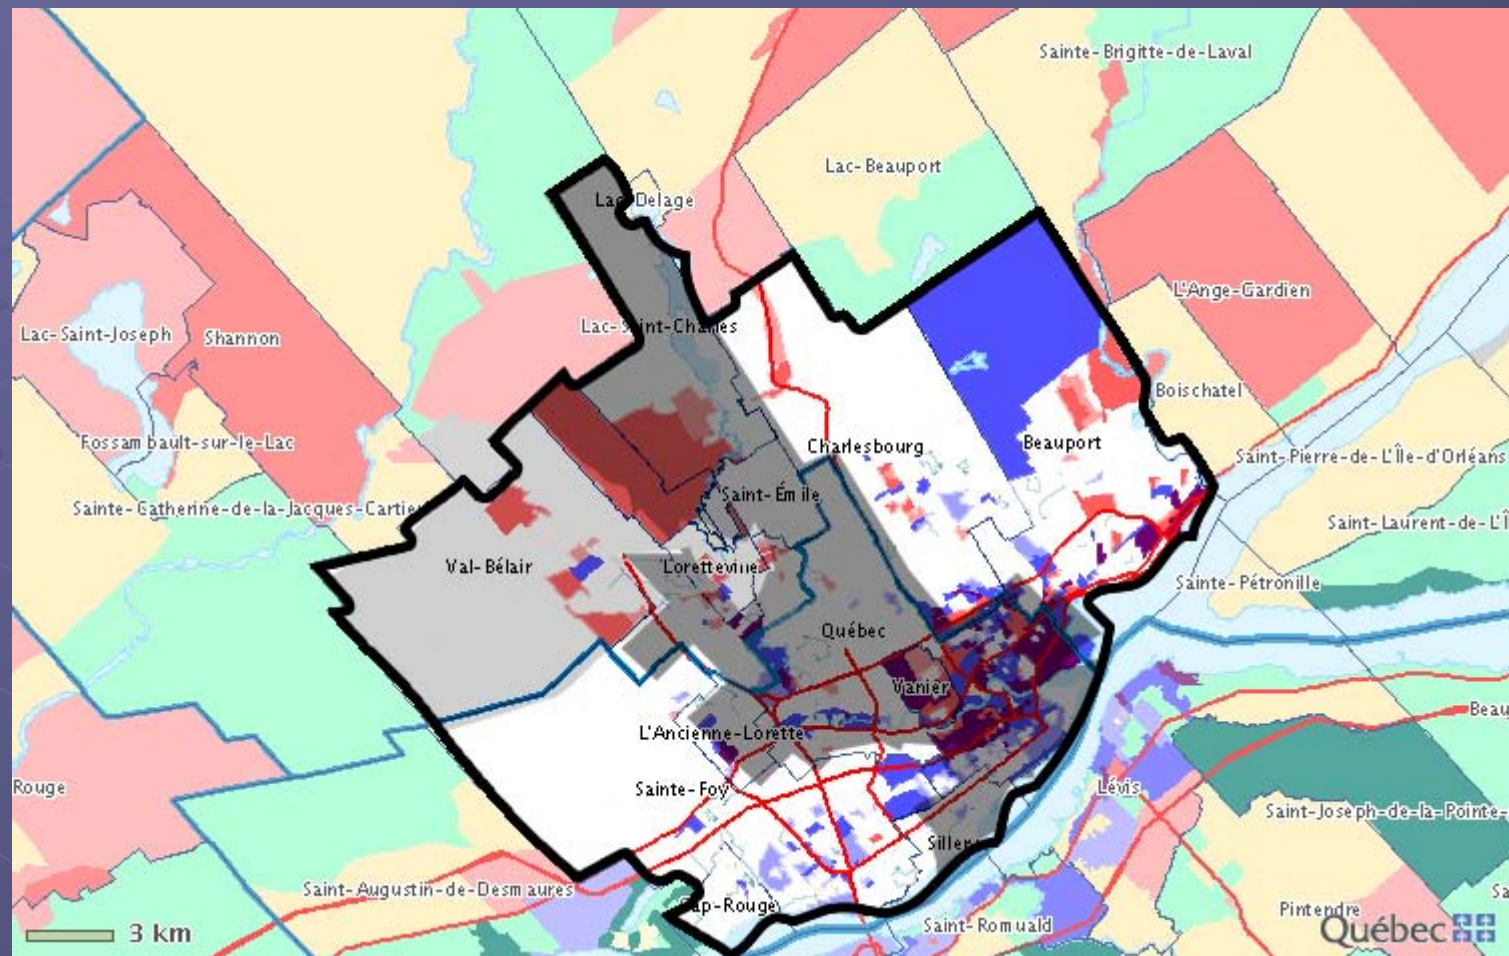 Sainte-Brigitte-de-Laval
Lac-Beauport
Lac-Delage
L'Ange-Gardien
Lac-Saint-Charles
Lac-Saint-Joseph
Shannon
Boischatel
Fossambault-sur-le-Lac
Charlesbourg
Beauport
Saint-Pierre-de-L'Île-d'Orléans
Saint-Émile
Sainte-Catherine-de-la-Jacques-Cartier
Saint-Laurent-de-L'Î
Val-Bélair
Loretteville
Sainte-Pétronille
Québec
Vanier
Beau
L'Ancienne-Lorette
Rouge
Sainte-Foy
Lévis
Saint-Joseph-de-la-Pointe-
Sillery
Saint-Augustin-de-Desmaures
Sa
Cap-Rouge
Pintendre
Saint-Romuald
3 km
Québec